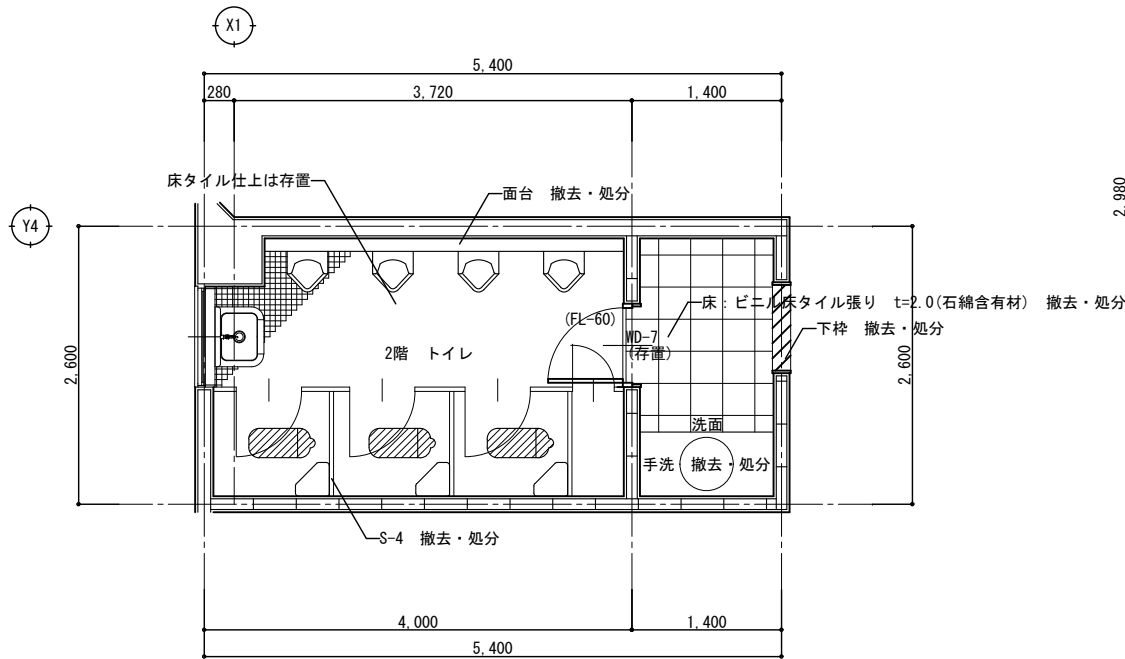 X1
5,400
280
3,720
1,400
床タイル仕上は存置
面台 撤去・処分
2,980
Y4
床:ビニル床タイル張り t=2.0(石綿含有材) 撤去・処分
(FL-60)
下枠 撤去・処分
WD-7
(存置)
2階 トイレ
2,600
2,600
洗面
手洗 撤去・処分
S-4 撤去・処分
4,000
1,400
5,400